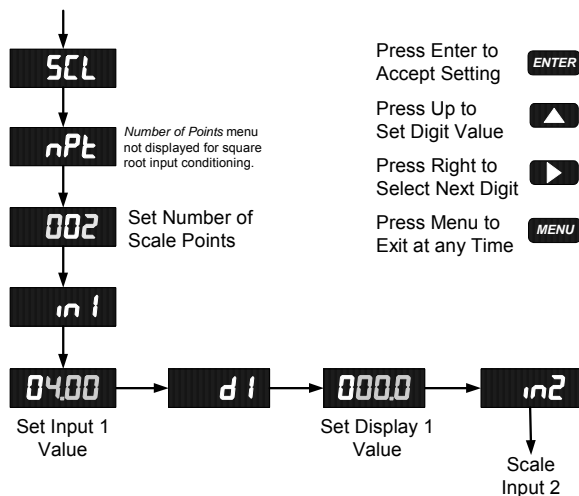 SCL
nPt
Number of Points menu
not displayed for square
root input conditioning.
002
Set Number of
Scale Points
in 1
04.00
Set Input 1
Value
d 1
000.0
Set Display 1
Value
in2
Scale
Input 2
Press Enter to
Accept Setting
ENTER
Press Up to
Set Digit Value
Press Right to
Select Next Digit
Press Menu to
Exit at any Time
MENU